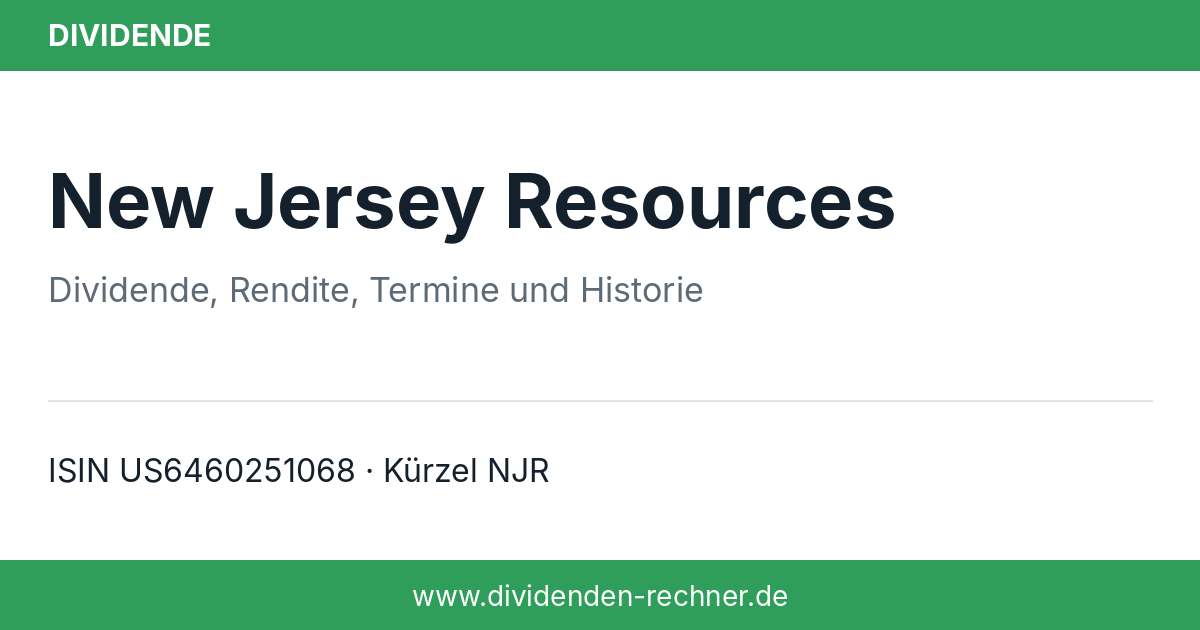 DIVIDENDE
New Jersey Resources
Dividende, Rendite, Termine und Historie
ISIN US6460251068 · Kürzel NJR
www.dividenden-rechner.de